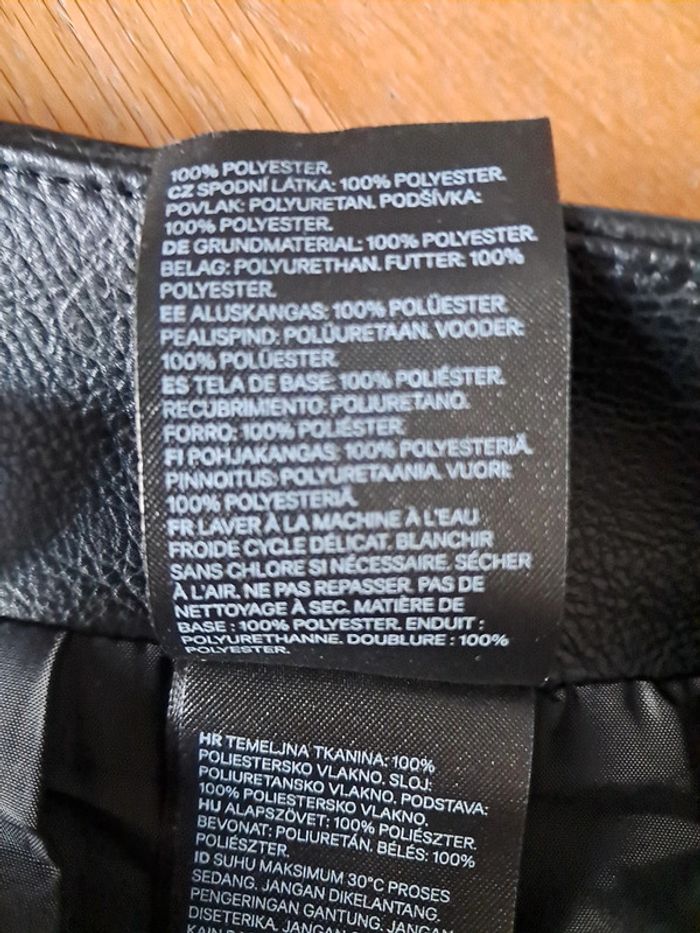 100% POLYESTER.
CZ SPODNÍ LÁTKA: 100% POLYESTER.
POVLAK: POLYURETAN. PODŠÍVKA:
100% POLYESTER.
DE GRUNDMATERIAL: 100% POLYESTER.
BELAG: POLYURETHAN. FUTTER: 100%
POLYESTER.
EE ALUSKANGAS: 100% POLÜESTER.
PEALISPIND: POLÜURETAAN. VOODER:
100% POLÜESTER.
ES TELA DE BASE: 100% POLIÉSTER.
RECUBRIMIENTO: POLIURETANO.
FORRO: 100% POLIÉSTER.
FI POHJAKANGAS: 100% POLYESTERIÄ.
PINNOITUS: POLYURETAANIA. VUORI:
100% POLYESTERIÄ.
FR LAVER À LA MACHINE À L'EAU
FROIDE CYCLE DÉLICAT. BLANCHIR
SANS CHLORE SI NÉCESSAIRE. SÉCHER
À L'AIR. NE PAS REPASSER. PAS DE
NETTOYAGE À SEC. MATIÈRE DE
BASE : 100% POLYESTER. ENDUIT :
POLYURETHANNE. DOUBLURE : 100%
POLYESTER.
HR TEMELJNA TKANINA: 100%
POLIESTERSKO VLAKNO. SLOJ:
POLIURETANSKO VLAKNO. PODSTAVA:
100% POLIESTERSKO VLAKNO.
HU ALAPSZÖVET: 100% POLIÉSZTER.
BEVONAT: POLIURETÁN. BÉLÉS: 100%
POLIÉSZTER.
ID SUHU MAKSIMUM 30°C PROSES
SEDANG. JANGAN DIKELANTANG.
PENGERINGAN GANTUNG. JANGAN
DISETERIKA. JANGAN